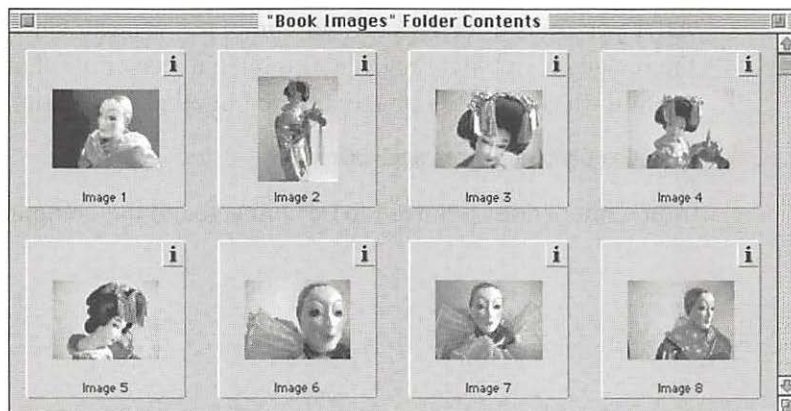 "Book Images" Folder Contents
i
i
i
i
Image 1
Image 2
Image 3
Image 4
i
i
i
i
Image 5
Image 6
Image 7
Image 8